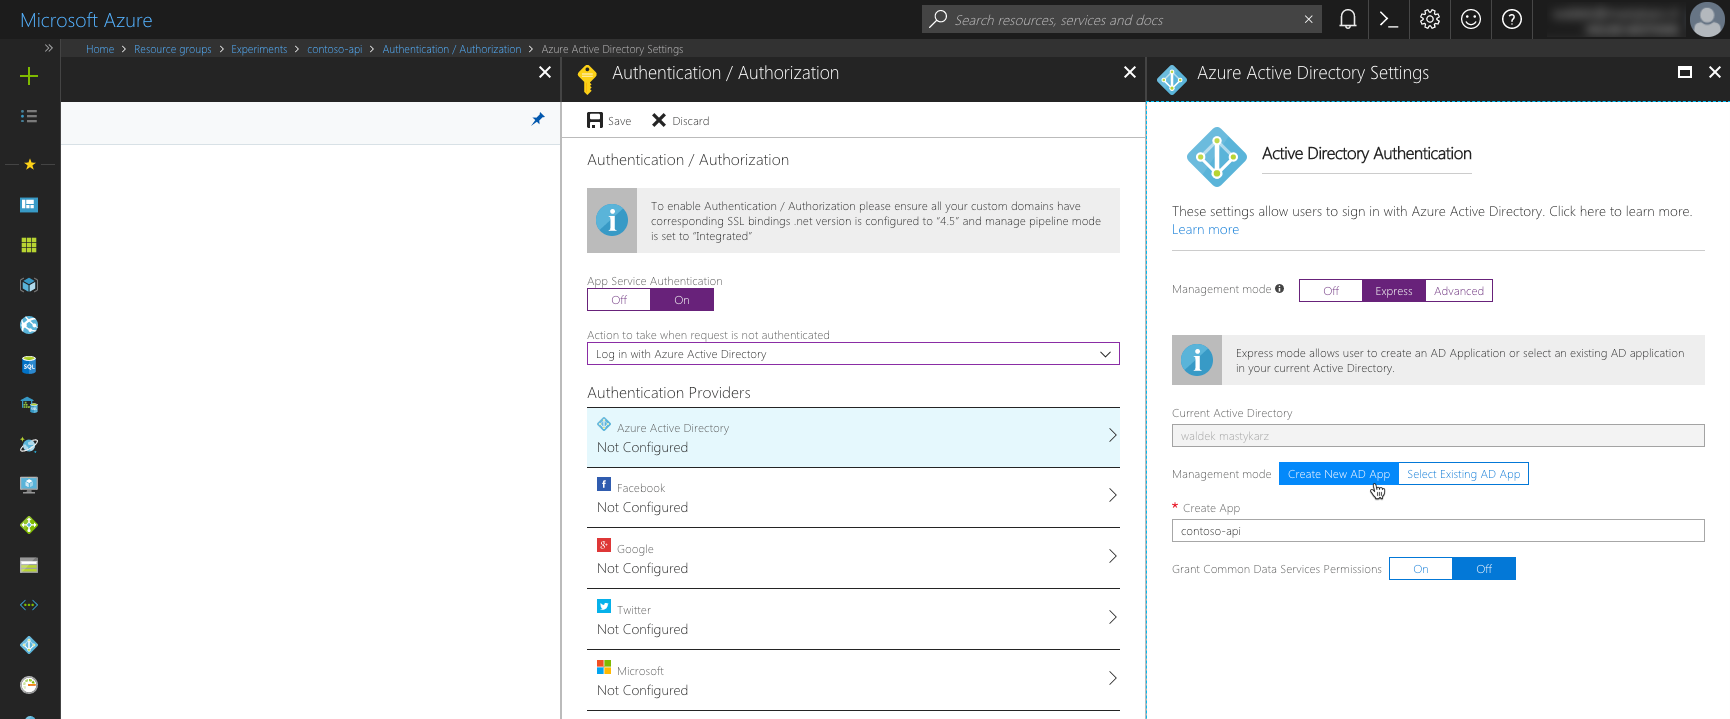 Microsoft Azure
Search resources, services and docs
Home > Resource groups > Experiments > contoso-api > Authentication / Authorization > Azure Active Directory Settings
Authentication / Authorization
Save
Discard
Authentication / Authorization
To enable Authentication / Authorization please ensure all your custom domains have
corresponding SSL bindings .net version is configured to "4.5" and manage pipeline mode
is set to "Integrated"
App Service Authentication
Off
On
Action to take when request is not authenticated
Log in with Azure Active Directory
Authentication Providers
Azure Active Directory
Not Configured
Facebook
Not Configured
Google
Not Configured
Twitter
Not Configured
Microsoft
Not Configured
Azure Active Directory Settings
Active Directory Authentication
These settings allow users to sign in with Azure Active Directory. Click here to learn more.
Learn more
Management mode
Off
Express
Advanced
Express mode allows user to create an AD Application or select an existing AD application
in your current Active Directory.
Current Active Directory
waldek mastykarz
Management mode
Create New AD App
Select Existing AD App
* Create App
contoso-api
Grant Common Data Services Permissions
On
Off